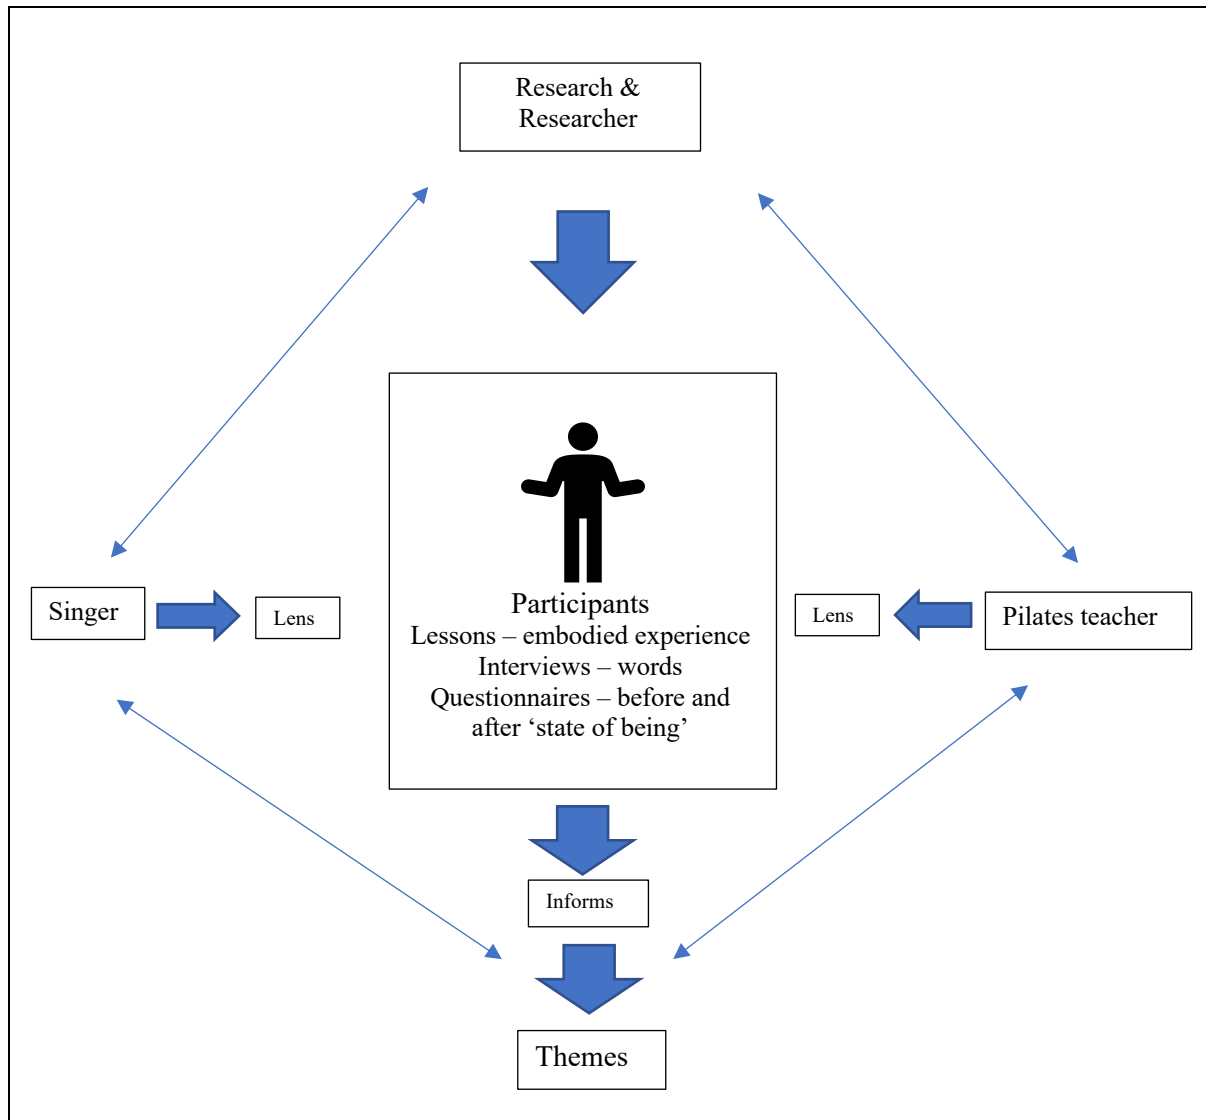 Research &
Researcher
Singer
Lens
Participants
Lessons – embodied experience
Interviews – words
Questionnaires – before and
after ‘state of being’
Lens
Pilates teacher
Informs
Themes